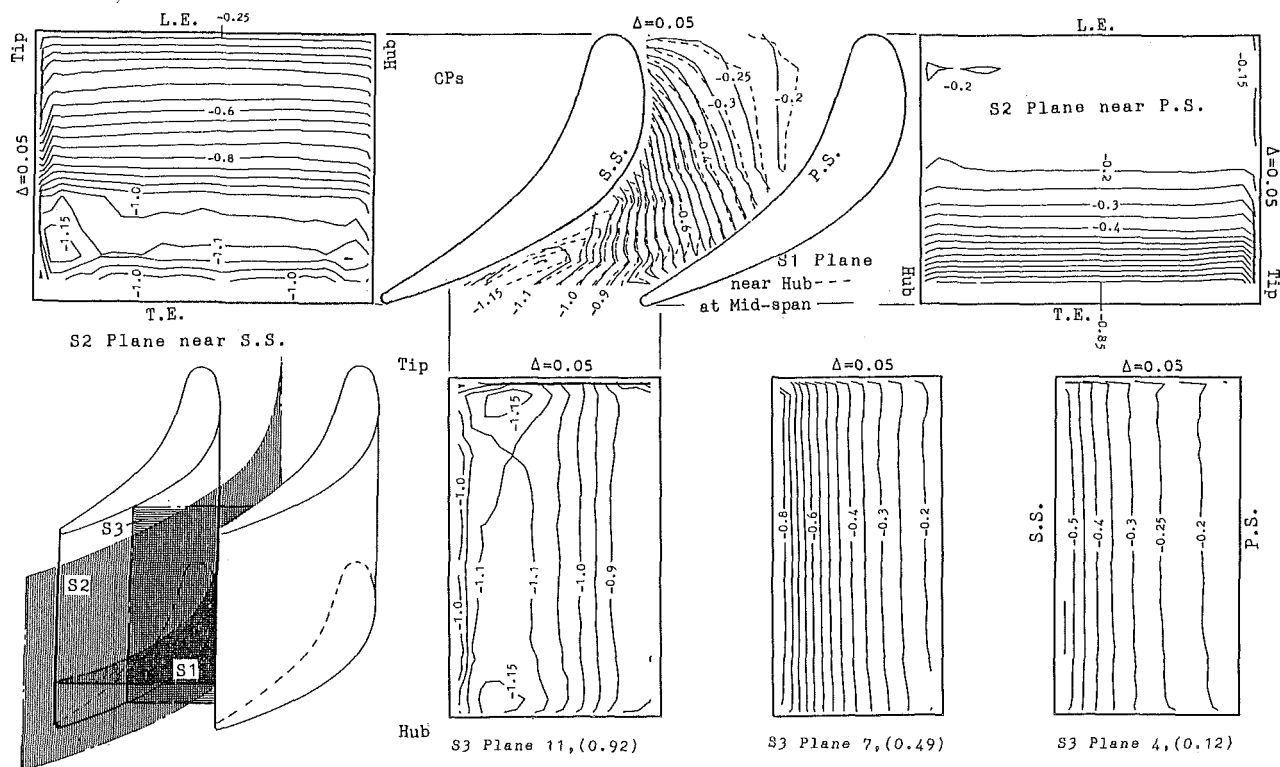 L.E.
-0.25
Tip
Hub
Δ=0.05
-0.6
-0.8
-1.0
-1.15
-1.1
-1.0
-1.0
T.E.
S2 Plane near S.S.
CPs
Δ=0.05
-0.25
-0.3
-0.2
-0.4
-0.6
S.S.
P.S.
-1.15
-1.1
-1.0
-0.9
S1 Plane
near Hub---
at Mid-span
L.E.
-0.2
-0.15
S2 Plane near P.S.
Δ=0.05
-0.2
-0.3
-0.4
Hub
Tip
T.E.
-0.85
S3
S2
S1
Tip
Δ=0.05
-1.15
-1.0
-1.0
-1.1
-1.1
-1.0
-0.9
-1.15
Hub
S3 Plane 11,(0.92)
Δ=0.05
-0.8
-0.6
-0.4
-0.3
-0.2
S3 Plane 7,(0.49)
Δ=0.05
S.S.
-0.5
-0.4
-0.3
-0.25
-0.2
P.S.
S3 Plane 4,(0.12)